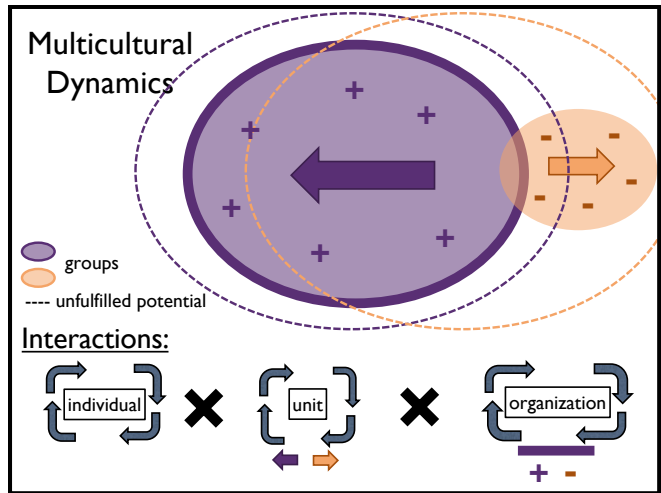 Multicultural
Dynamics
+ + + + + + +
- - - - - -
groups
---- unfulfilled potential
Interactions:
individual × unit × organization
+ -